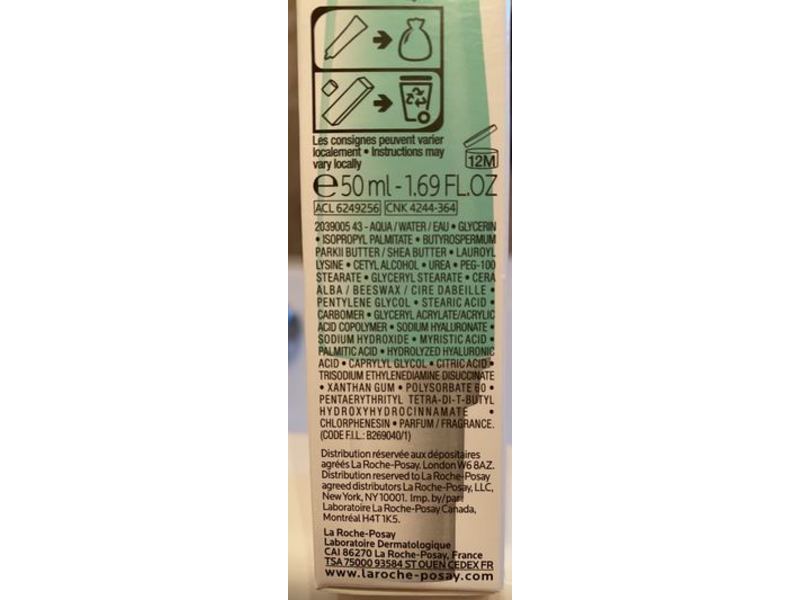 Les consignes peuvent varier
localement • Instructions may
vary locally
12M
℮50 ml - 1.69 FL.OZ
ACL 6249256 CNK 4244-364
2039005 43 - AQUA / WATER / EAU • GLYCERIN
• ISOPROPYL PALMITATE • BUTYROSPERMUM
PARKII BUTTER / SHEA BUTTER • LAUROYL
LYSINE • CETYL ALCOHOL • UREA • PEG-100
STEARATE • GLYCERYL STEARATE • CERA
ALBA / BEESWAX / CIRE DABEILLE •
PENTYLENE GLYCOL • STEARIC ACID •
CARBOMER • GLYCERYL ACRYLATE/ACRYLIC
ACID COPOLYMER • SODIUM HYALURONATE •
SODIUM HYDROXIDE • MYRISTIC ACID •
PALMITIC ACID • HYDROLYZED HYALURONIC
ACID • CAPRYLYL GLYCOL • CITRIC ACID •
TRISODIUM ETHYLENEDIAMINE DISUCCINATE
• XANTHAN GUM • POLYSORBATE 60 •
PENTAERYTHRITYL TETRA-DI-T-BUTYL
HYDROXYHYDROCINNAMATE •
CHLORPHENESIN • PARFUM / FRAGRANCE.
(CODE F.I.L.: B269040/1)
Distribution réservée aux dépositaires
agréés La Roche-Posay. London W6 8AZ.
Distribution reserved to La Roche-Posay
agreed distributors La Roche-Posay, LLC,
New York, NY 10001. Imp. by/par
Laboratoire La Roche-Posay Canada,
Montréal H4T 1K5.
La Roche-Posay
Laboratoire Dermatologique
CAI 86270 La Roche-Posay, France
TSA 75000 93584 ST OUEN CEDEX FR
www.laroche-posay.com